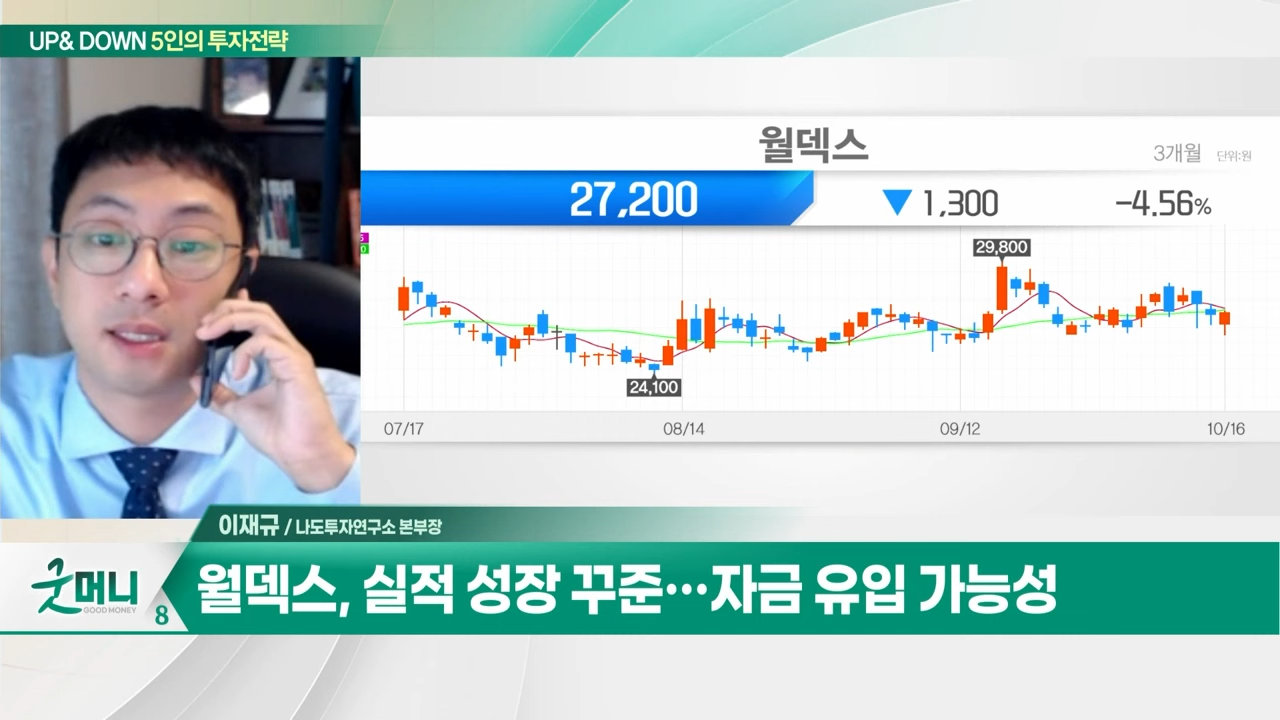 UP& DOWN 5인의 투자전략
월덱스
3개월 단위:원
27,200 ▼ 1,300 -4.56%
29,800
24,100
07/17 08/14 09/12 10/16
이재규 / 나도투자연구소 본부장
굿머니
GOOD MONEY
8
월덱스, 실적 성장 꾸준…자금 유입 가능성